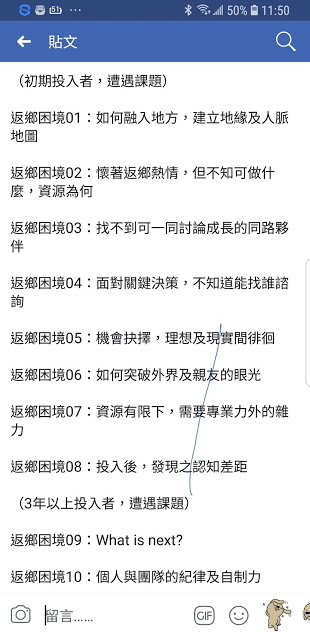 50% 11:50
貼文
（初期投入者，遭遇課題）
返鄉困境01：如何融入地方，建立地緣及人脈
地圖
返鄉困境02：懷著返鄉熱情，但不知可做什
麼，資源為何
返鄉困境03：找不到可一同討論成長的同路夥
伴
返鄉困境04：面對關鍵決策，不知道能找誰諮
詢
返鄉困境05：機會抉擇，理想及現實間徘徊
返鄉困境06：如何突破外界及親友的眼光
返鄉困境07：資源有限下，需要專業力外的雜
力
返鄉困境08：投入後，發現之認知差距
（3年以上投入者，遭遇課題）
返鄉困境09：What is next?
返鄉困境10：個人與團隊的紀律及自制力
留言......
GIF